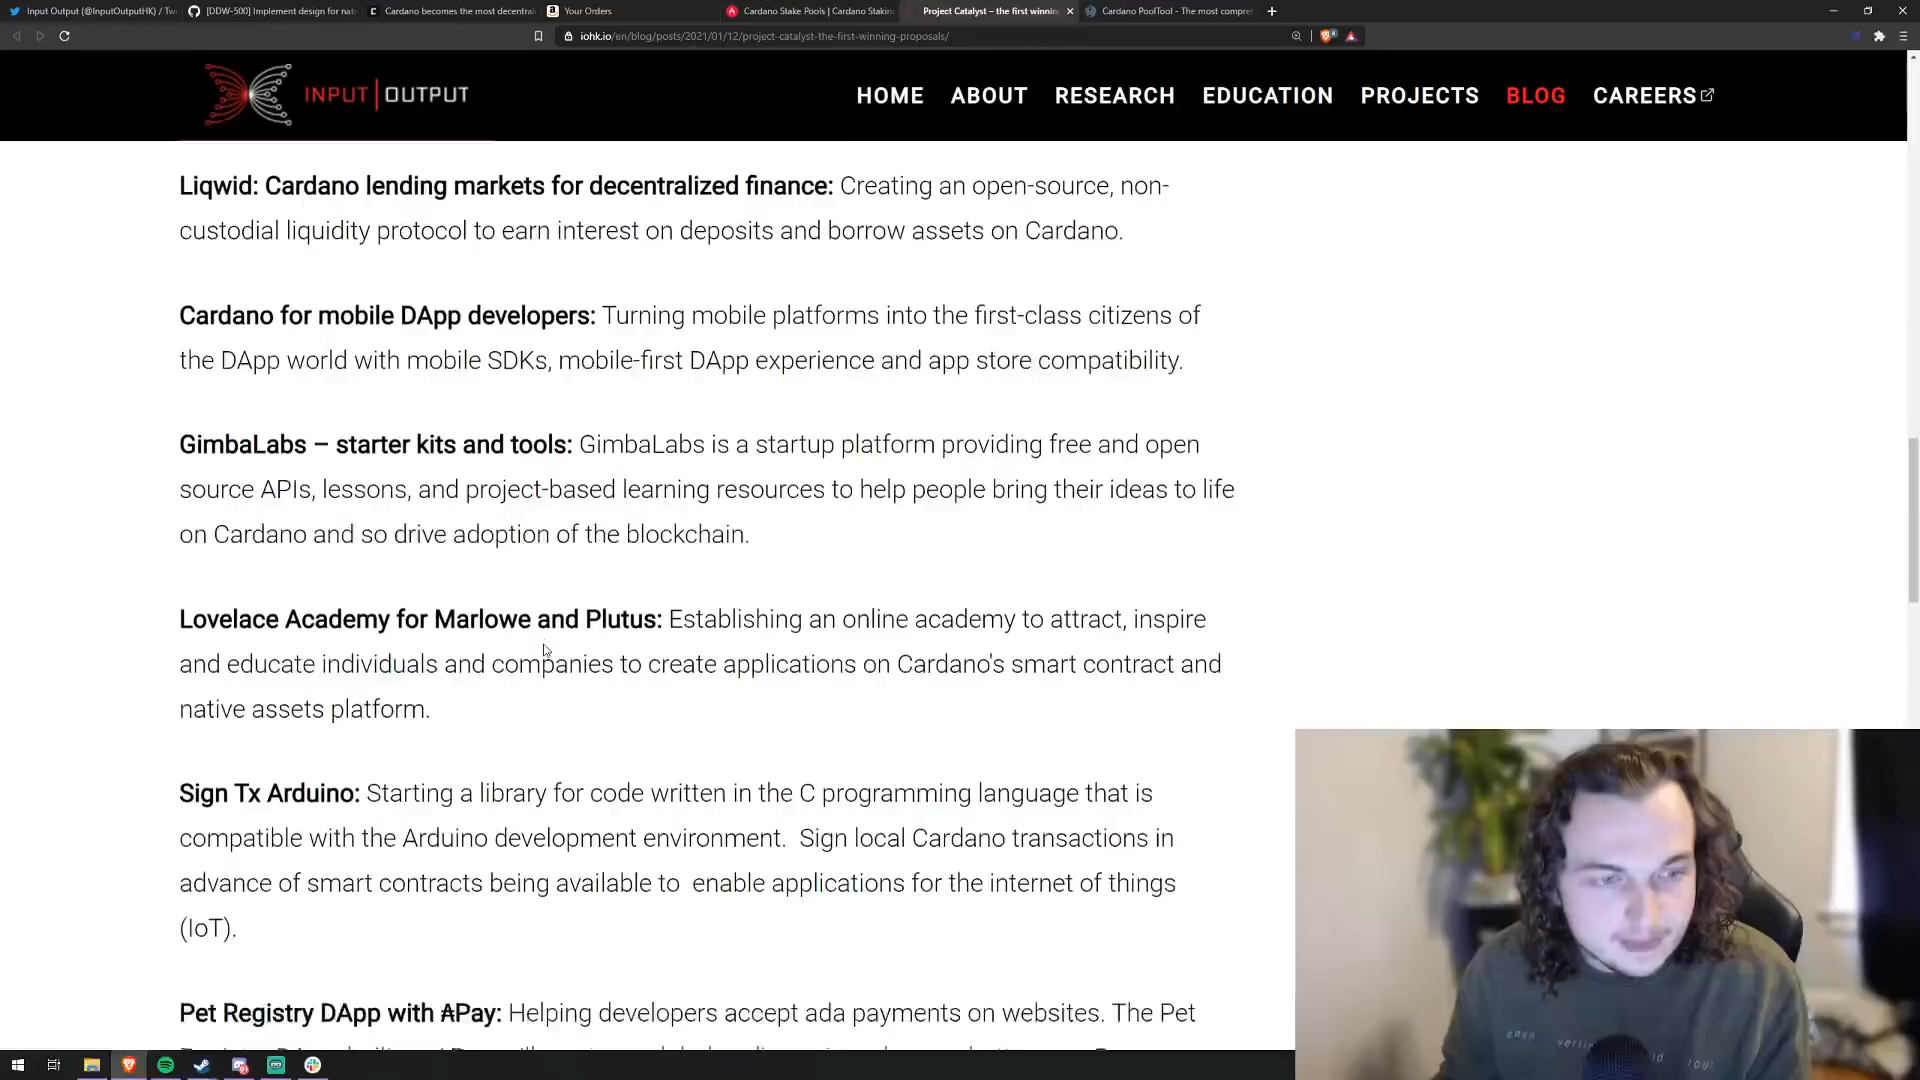 Input Output (@InputOutputHK) / Tw
[DDW-500] Implement design for nat
Cardano becomes the most decentral
Your Orders
Cardano Stake Pools | Cardano Stakin
Project Catalyst – the first winnin
Cardano PoolTool - The most compre
iohk.io/en/blog/posts/2021/01/12/project-catalyst-the-first-winning-proposals/
INPUT | OUTPUT
HOME ABOUT RESEARCH EDUCATION PROJECTS BLOG CAREERS
Liqwid: Cardano lending markets for decentralized finance: Creating an open-source, non-
custodial liquidity protocol to earn interest on deposits and borrow assets on Cardano.
Cardano for mobile DApp developers: Turning mobile platforms into the first-class citizens of
the DApp world with mobile SDKs, mobile-first DApp experience and app store compatibility.
GimbaLabs – starter kits and tools: GimbaLabs is a startup platform providing free and open
source APIs, lessons, and project-based learning resources to help people bring their ideas to life
on Cardano and so drive adoption of the blockchain.
Lovelace Academy for Marlowe and Plutus: Establishing an online academy to attract, inspire
and educate individuals and companies to create applications on Cardano's smart contract and
native assets platform.
Sign Tx Arduino: Starting a library for code written in the C programming language that is
compatible with the Arduino development environment. Sign local Cardano transactions in
advance of smart contracts being available to enable applications for the internet of things
(IoT).
Pet Registry DApp with ₳Pay: Helping developers accept ada payments on websites. The Pet